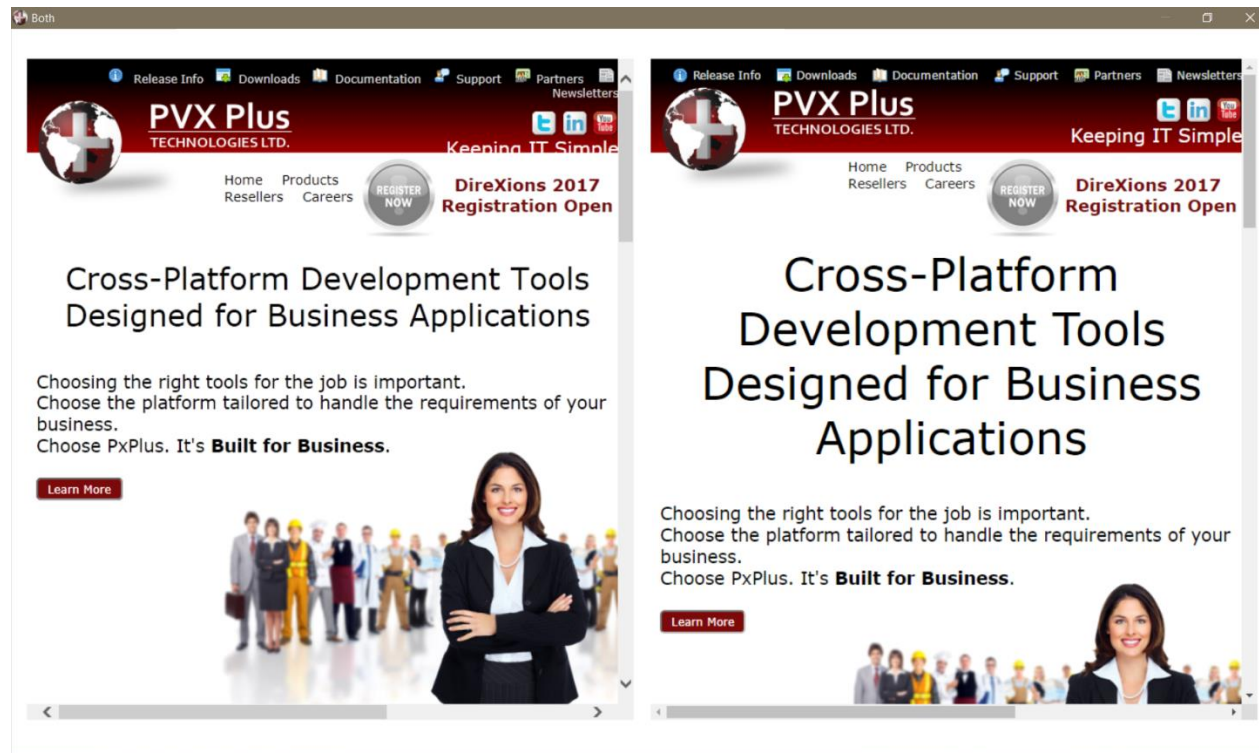 Both
Release Info Downloads Documentation Support Partners
Newsletters
PVX Plus
TECHNOLOGIES LTD.
t in You Tube
Keeping IT Simple
Home Products
Resellers Careers
REGISTER
NOW
DireXions 2017
Registration Open
Cross-Platform Development Tools
Designed for Business Applications
Choosing the right tools for the job is important.
Choose the platform tailored to handle the requirements of your
business.
Choose PxPlus. It's Built for Business.
Learn More
Release Info Downloads Documentation Support Partners Newsletters
PVX Plus
TECHNOLOGIES LTD.
t in You Tube
Keeping IT Simple
Home Products
Resellers Careers
REGISTER
NOW
DireXions 2017
Registration Open
Cross-Platform
Development Tools
Designed for Business
Applications
Choosing the right tools for the job is important.
Choose the platform tailored to handle the requirements of your
business.
Choose PxPlus. It's Built for Business.
Learn More